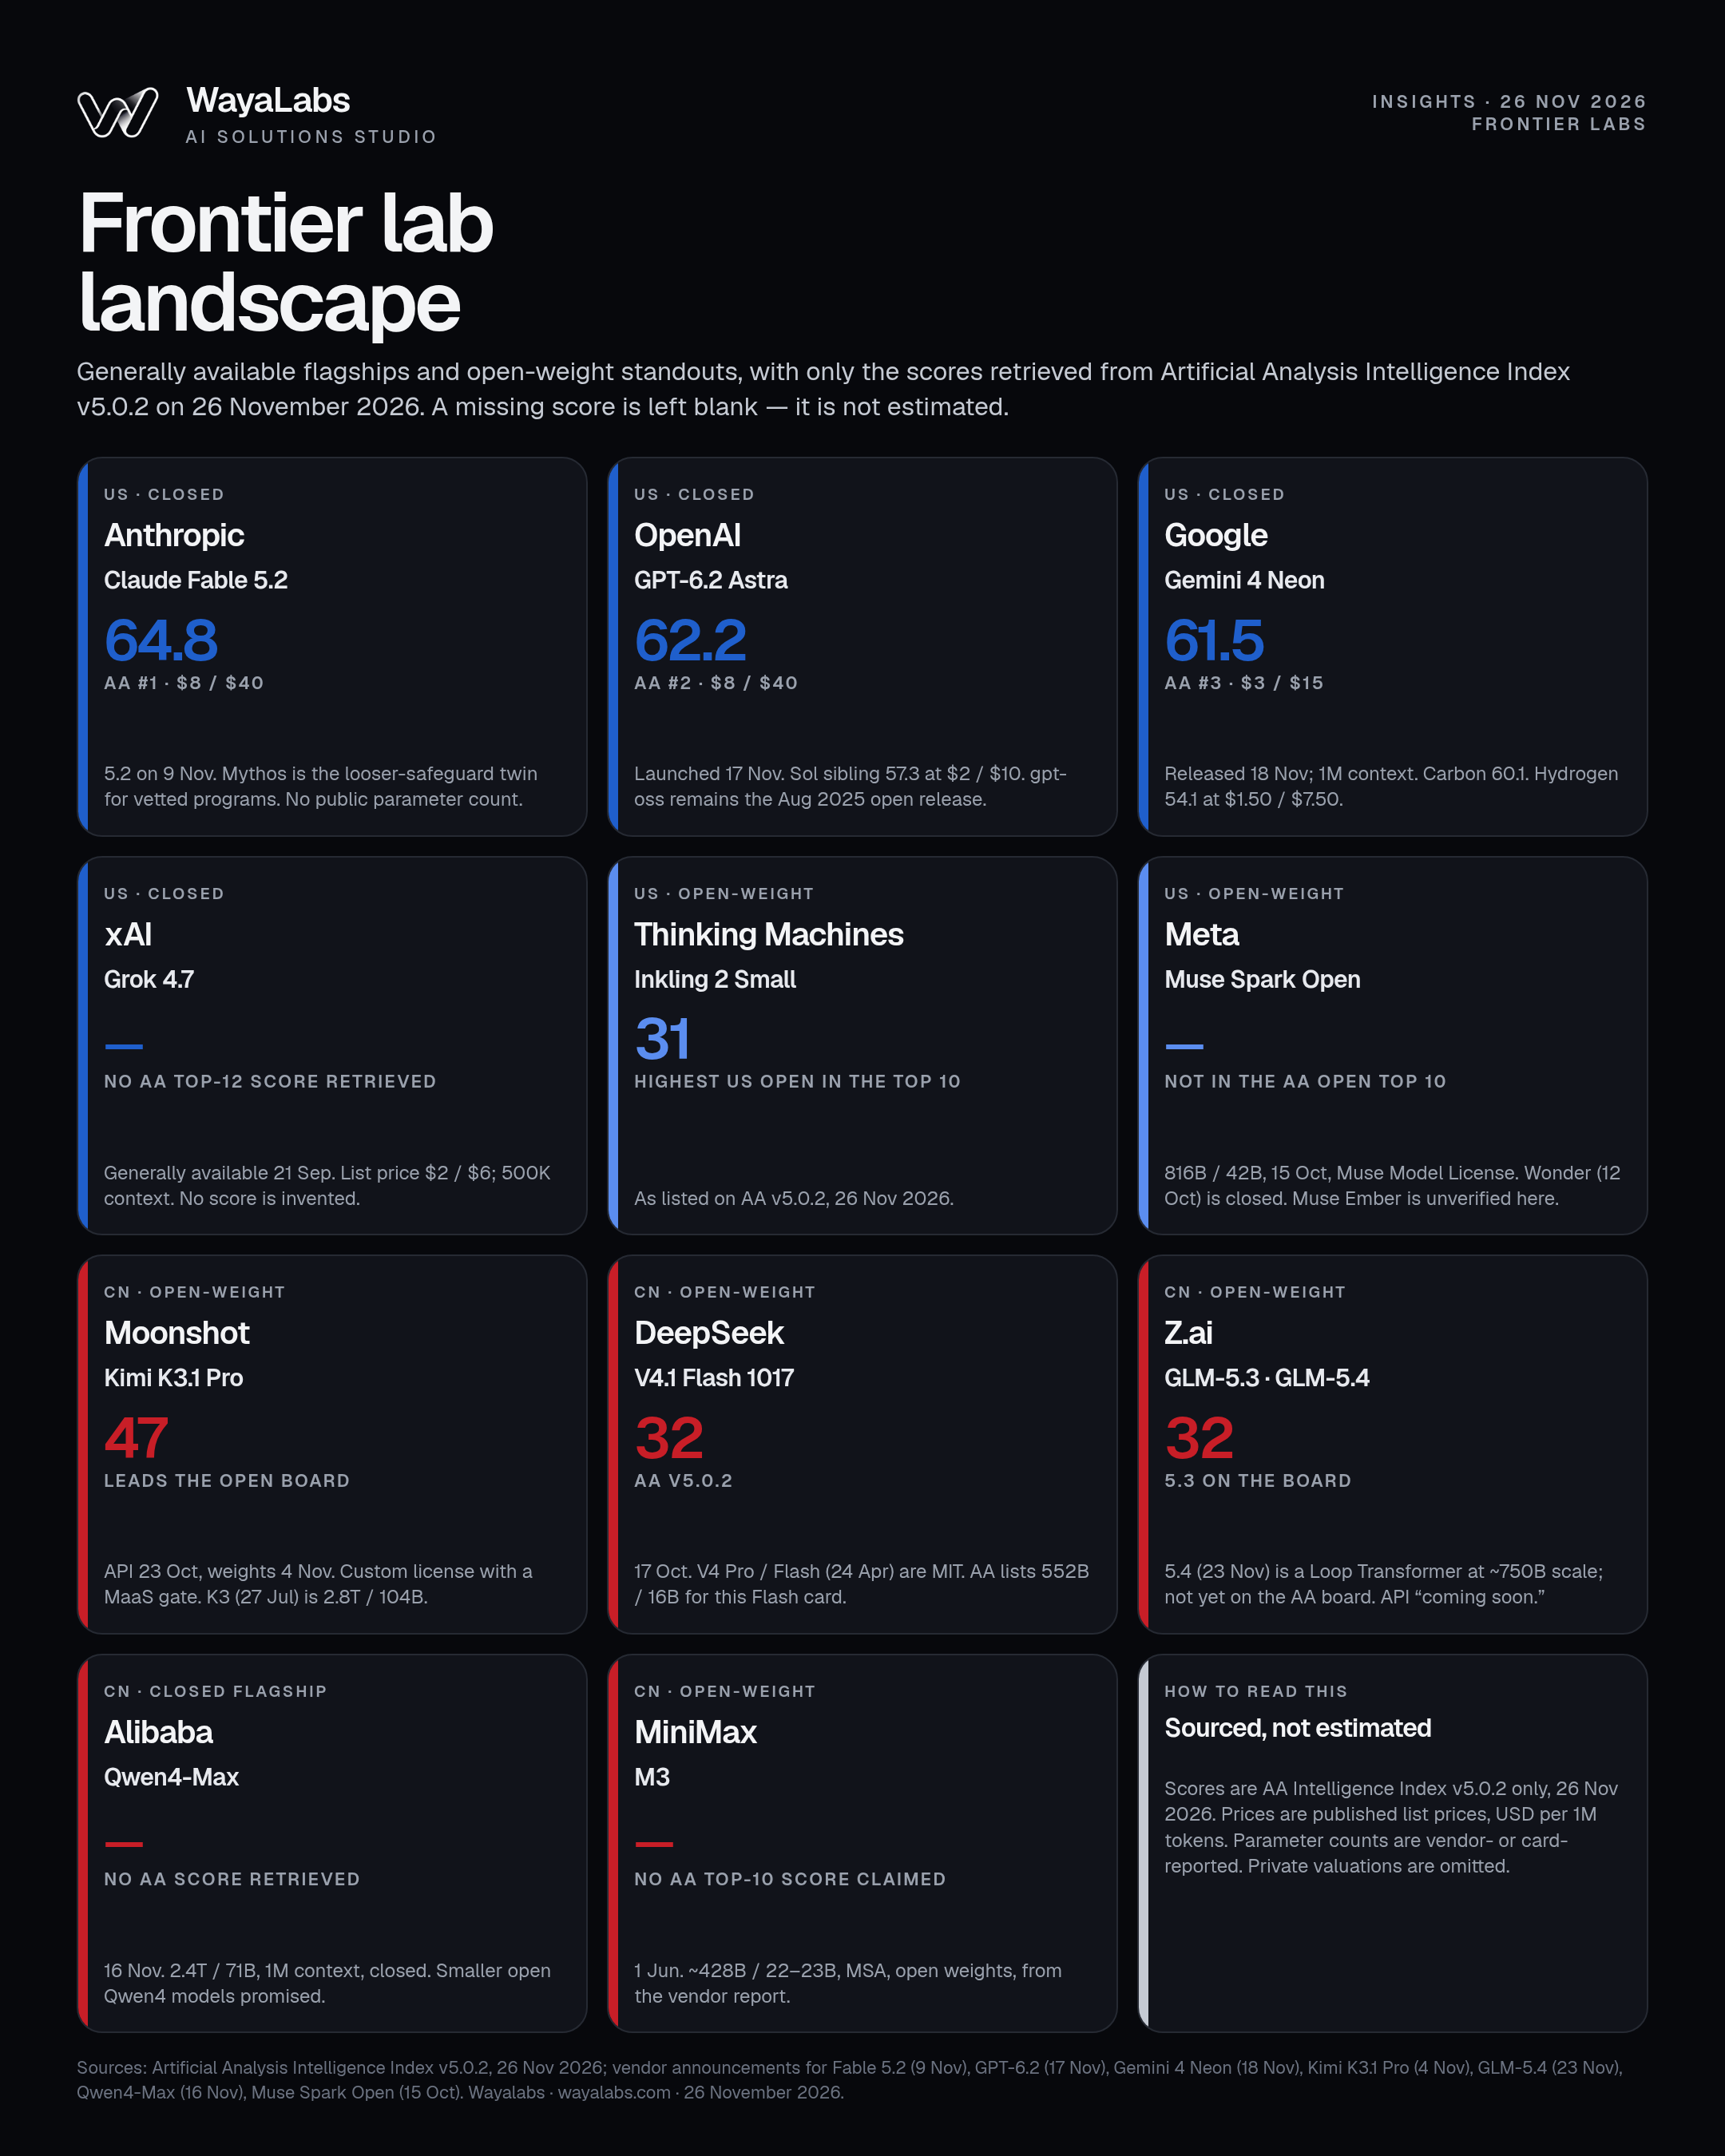 WayaLabs
AI SOLUTIONS STUDIO
INSIGHTS · 26 NOV 2026
FRONTIER LABS
Frontier lab
landscape
Generally available flagships and open-weight standouts, with only the scores retrieved from Artificial Analysis Intelligence Index
v5.0.2 on 26 November 2026. A missing score is left blank — it is not estimated.
US · CLOSED
Anthropic
Claude Fable 5.2
64.8
AA #1 · $8 / $40
5.2 on 9 Nov. Mythos is the looser-safeguard twin
for vetted programs. No public parameter count.
US · CLOSED
OpenAI
GPT-6.2 Astra
62.2
AA #2 · $8 / $40
Launched 17 Nov. Sol sibling 57.3 at $2 / $10. gpt-
oss remains the Aug 2025 open release.
US · CLOSED
Google
Gemini 4 Neon
61.5
AA #3 · $3 / $15
Released 18 Nov; 1M context. Carbon 60.1. Hydrogen
54.1 at $1.50 / $7.50.
US · CLOSED
xAI
Grok 4.7
—
NO AA TOP-12 SCORE RETRIEVED
Generally available 21 Sep. List price $2 / $6; 500K
context. No score is invented.
US · OPEN-WEIGHT
Thinking Machines
Inkling 2 Small
31
HIGHEST US OPEN IN THE TOP 10
As listed on AA v5.0.2, 26 Nov 2026.
US · OPEN-WEIGHT
Meta
Muse Spark Open
—
NOT IN THE AA OPEN TOP 10
816B / 42B, 15 Oct, Muse Model License. Wonder (12
Oct) is closed. Muse Ember is unverified here.
CN · OPEN-WEIGHT
Moonshot
Kimi K3.1 Pro
47
LEADS THE OPEN BOARD
API 23 Oct, weights 4 Nov. Custom license with a
MaaS gate. K3 (27 Jul) is 2.8T / 104B.
CN · OPEN-WEIGHT
DeepSeek
V4.1 Flash 1017
32
AA V5.0.2
17 Oct. V4 Pro / Flash (24 Apr) are MIT. AA lists 552B
/ 16B for this Flash card.
CN · OPEN-WEIGHT
Z.ai
GLM-5.3 · GLM-5.4
32
5.3 ON THE BOARD
5.4 (23 Nov) is a Loop Transformer at ~750B scale;
not yet on the AA board. API “coming soon.”
CN · CLOSED FLAGSHIP
Alibaba
Qwen4-Max
—
NO AA SCORE RETRIEVED
16 Nov. 2.4T / 71B, 1M context, closed. Smaller open
Qwen4 models promised.
CN · OPEN-WEIGHT
MiniMax
M3
—
NO AA TOP-10 SCORE CLAIMED
1 Jun. ~428B / 22–23B, MSA, open weights, from
the vendor report.
HOW TO READ THIS
Sourced, not estimated
Scores are AA Intelligence Index v5.0.2 only, 26 Nov
2026. Prices are published list prices, USD per 1M
tokens. Parameter counts are vendor- or card-
reported. Private valuations are omitted.
Sources: Artificial Analysis Intelligence Index v5.0.2, 26 Nov 2026; vendor announcements for Fable 5.2 (9 Nov), GPT-6.2 (17 Nov), Gemini 4 Neon (18 Nov), Kimi K3.1 Pro (4 Nov), GLM-5.4 (23 Nov),
Qwen4-Max (16 Nov), Muse Spark Open (15 Oct). Wayalabs · wayalabs.com · 26 November 2026.